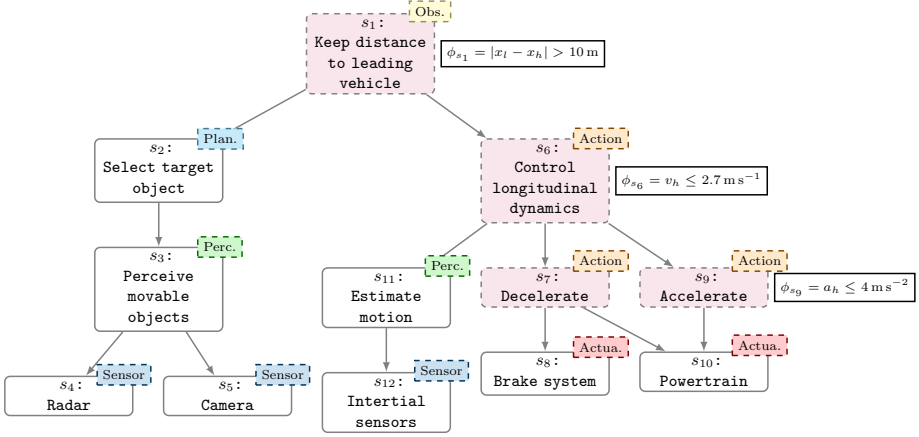 Obs.
s₁:
Keep distance
to leading
vehicle
ϕₛ₁ = |xₗ − xₕ| > 10 m
Plan.
s₂:
Select target
object
Action
s₆:
Control
longitudinal
dynamics
ϕₛ₆ = vₕ ≤ 2.7 m s⁻¹
Perc.
s₃:
Perceive
movable
objects
Perc.
s₁₁:
Estimate
motion
Action
s₇:
Decelerate
Action
s₉:
Accelerate
ϕₛ₉ = aₕ ≤ 4 m s⁻²
Sensor
s₄:
Radar
Sensor
s₅:
Camera
Sensor
s₁₂:
Intertial
sensors
Actua.
s₈:
Brake system
Actua.
s₁₀:
Powertrain